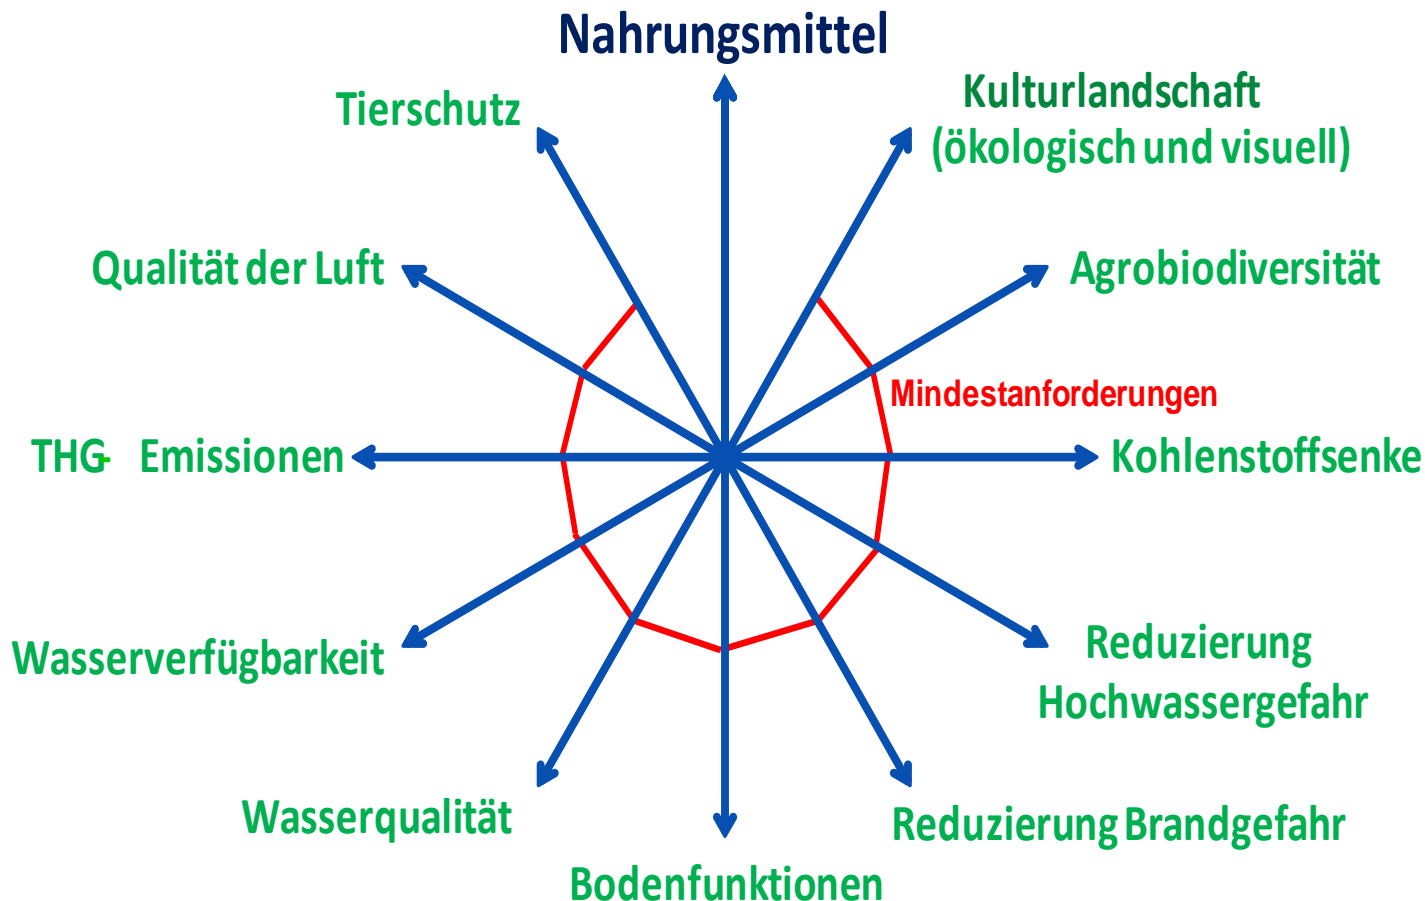 Nahrungsmittel
Tierschutz
Kulturlandschaft
(ökologisch und visuell)
Qualität der Luft
Agrobiodiversität
Mindestanforderungen
THG- Emissionen
Kohlenstoffsenke
Wasserverfügbarkeit
Reduzierung
Hochwassergefahr
Wasserqualität
Reduzierung Brandgefahr
Bodenfunktionen